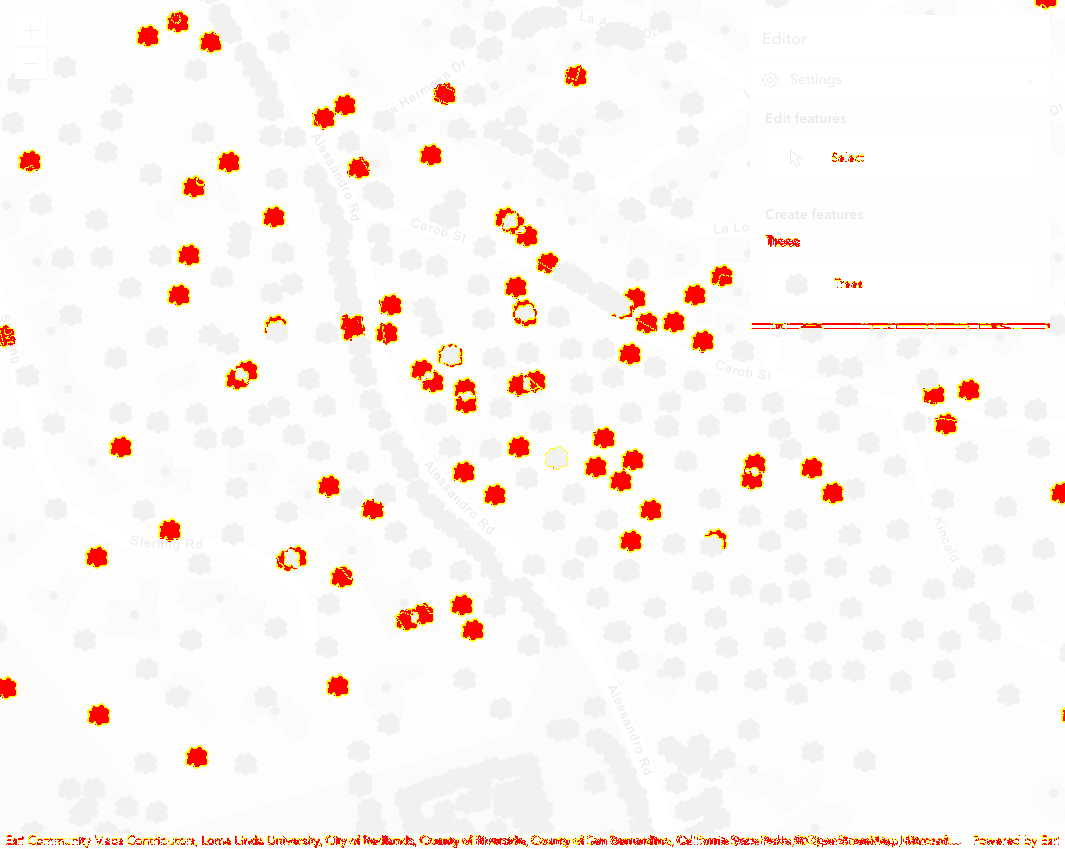 La A Dr
Editor
Settings
La Hermosa Dr
Dr
Edit features
Alessandro Rd
Select
Create features
Carob St
La Lo
Trees
Trees
Carob St
Alessandro Rd
Kincaid S
Sterling Rd
Alessandro Rd
Esri Community Maps Contributors, Loma Linda University, City of Redlands, County of Riverside, County of San Bernardino, California State Parks, © OpenStreetMap, Microsoft... Powered by Esri